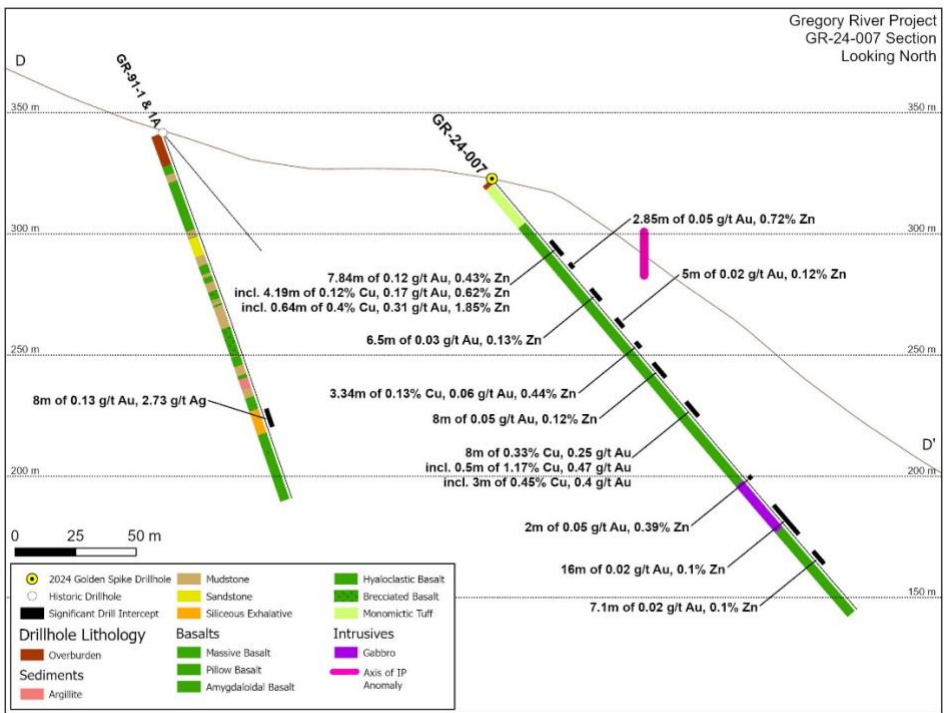 Gregory River Project
GR-24-007 Section
Looking North
D
GR-91-1 & 1A
GR-24-007
350 m
350 m
300 m
300 m
250 m
250 m
200 m
200 m
150 m
D'
2.85m of 0.05 g/t Au, 0.72% Zn
7.84m of 0.12 g/t Au, 0.43% Zn
incl. 4.19m of 0.12% Cu, 0.17 g/t Au, 0.62% Zn
incl. 0.64m of 0.4% Cu, 0.31 g/t Au, 1.85% Zn
5m of 0.02 g/t Au, 0.12% Zn
6.5m of 0.03 g/t Au, 0.13% Zn
3.34m of 0.13% Cu, 0.06 g/t Au, 0.44% Zn
8m of 0.05 g/t Au, 0.12% Zn
8m of 0.13 g/t Au, 2.73 g/t Ag
8m of 0.33% Cu, 0.25 g/t Au
incl. 0.5m of 1.17% Cu, 0.47 g/t Au
incl. 3m of 0.45% Cu, 0.4 g/t Au
2m of 0.05 g/t Au, 0.39% Zn
16m of 0.02 g/t Au, 0.1% Zn
7.1m of 0.02 g/t Au, 0.1% Zn
0 25 50 m
2024 Golden Spike Drillhole
Historic Drillhole
Significant Drill Intercept
Drillhole Lithology
Overburden
Sediments
Argillite
Mudstone
Sandstone
Siliceous Exhalative
Basalts
Massive Basalt
Pillow Basalt
Amygdaloidal Basalt
Hyaloclastic Basalt
Brecciated Basalt
Monomictic Tuff
Intrusives
Gabbro
Axis of IP
Anomaly